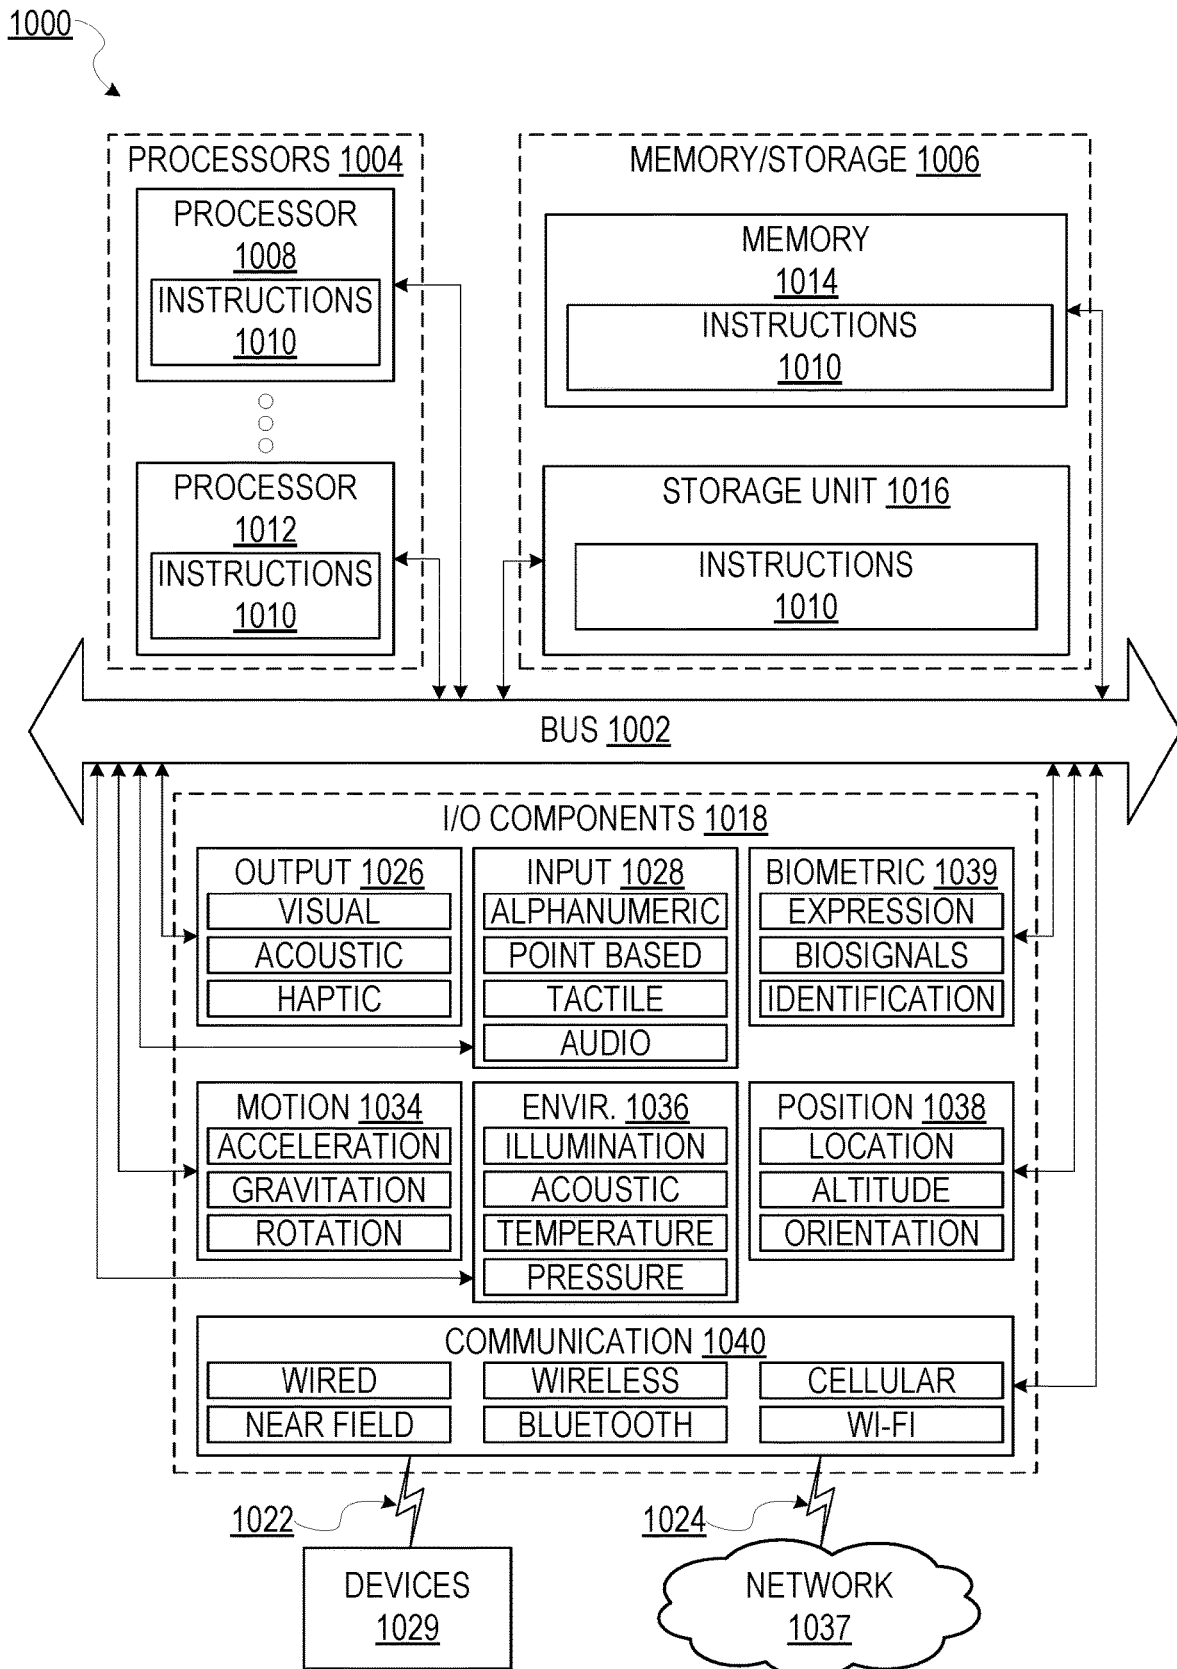 1000
PROCESSORS 1004
PROCESSOR
1008
INSTRUCTIONS
1010
PROCESSOR
1012
INSTRUCTIONS
1010
MEMORY/STORAGE 1006
MEMORY
1014
INSTRUCTIONS
1010
STORAGE UNIT 1016
INSTRUCTIONS
1010
BUS 1002
I/O COMPONENTS 1018
OUTPUT 1026
VISUAL
ACOUSTIC
HAPTIC
INPUT 1028
ALPHANUMERIC
POINT BASED
TACTILE
AUDIO
BIOMETRIC 1039
EXPRESSION
BIOSIGNALS
IDENTIFICATION
MOTION 1034
ACCELERATION
GRAVITATION
ROTATION
ENVIR. 1036
ILLUMINATION
ACOUSTIC
TEMPERATURE
PRESSURE
POSITION 1038
LOCATION
ALTITUDE
ORIENTATION
COMMUNICATION 1040
WIRED
WIRELESS
CELLULAR
NEAR FIELD
BLUETOOTH
WI-FI
1022
1024
DEVICES
1029
NETWORK
1037